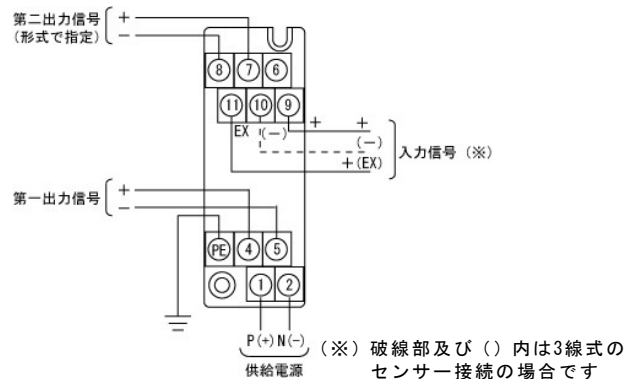 第二出力信号
(形式で指定)
+
−
8
7
6
11
10
9
EX
(−)
+
+
(−)
+(EX)
入力信号 (※)
第一出力信号
+
−
PE
4
5
1
2
P(+) N(−)
供給電源
(※) 破線部及び () 内は3線式の
センサー接続の場合です